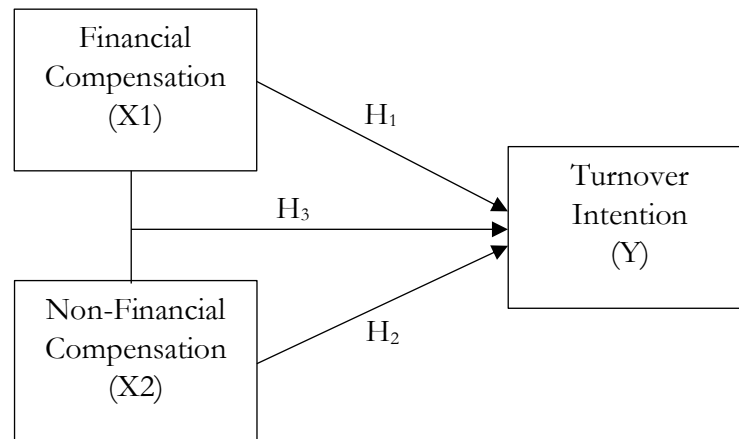 Financial
Compensation
(X1)
H₁
Turnover
Intention
(Y)
H₃
Non-Financial
Compensation
(X2)
H₂